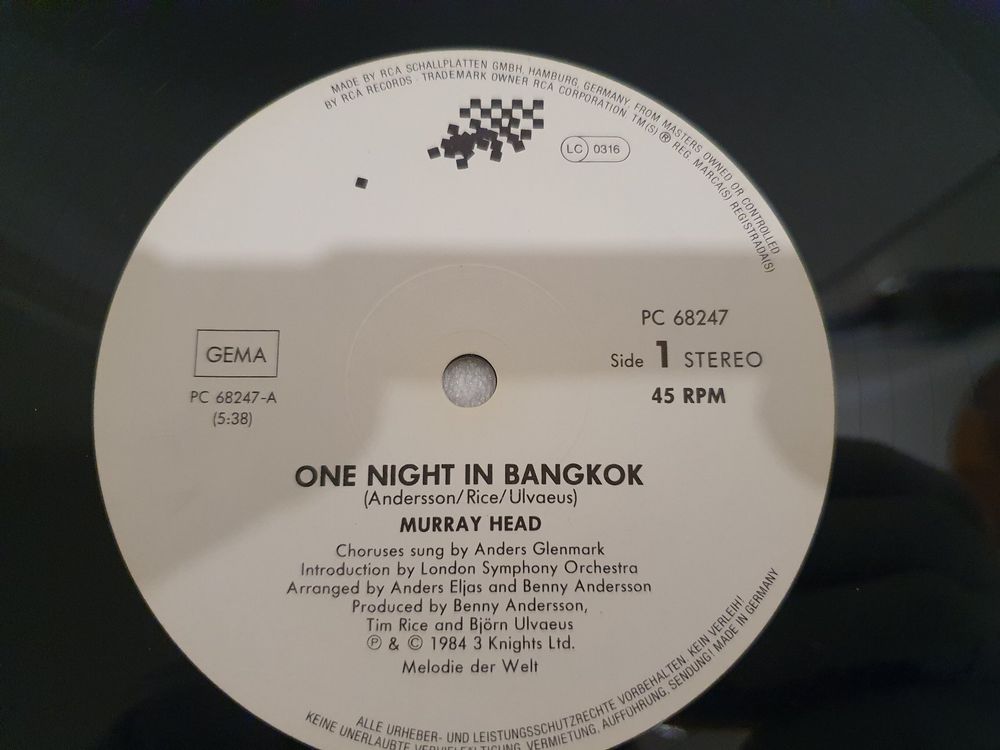 MADE BY RCA SCHALLPLATTEN GMBH, HAMBURG, GERMANY, FROM MASTERS OWNED OR CONTROLLED
BY RCA RECORDS · TRADEMARK OWNER RCA CORPORATION TM(S) ® REG. MARCA(S) REGISTRADA(S)
LC 0316
GEMA
PC 68247-A
(5:38)
PC 68247
Side 1 STEREO
45 RPM
ONE NIGHT IN BANGKOK
(Andersson/Rice/Ulvaeus)
MURRAY HEAD
Choruses sung by Anders Glenmark
Introduction by London Symphony Orchestra
Arranged by Anders Eljas and Benny Andersson
Produced by Benny Andersson,
Tim Rice and Björn Ulvaeus
℗ & © 1984 3 Knights Ltd.
Melodie der Welt
ALLE URHEBER- UND LEISTUNGSSCHUTZRECHTE VORBEHALTEN. KEIN VERLEIH!
KEINE UNERLAUBTE VERVIELFÄLTIGUNG, VERMIETUNG, AUFFÜHRUNG, SENDUNG! MADE IN GERMANY